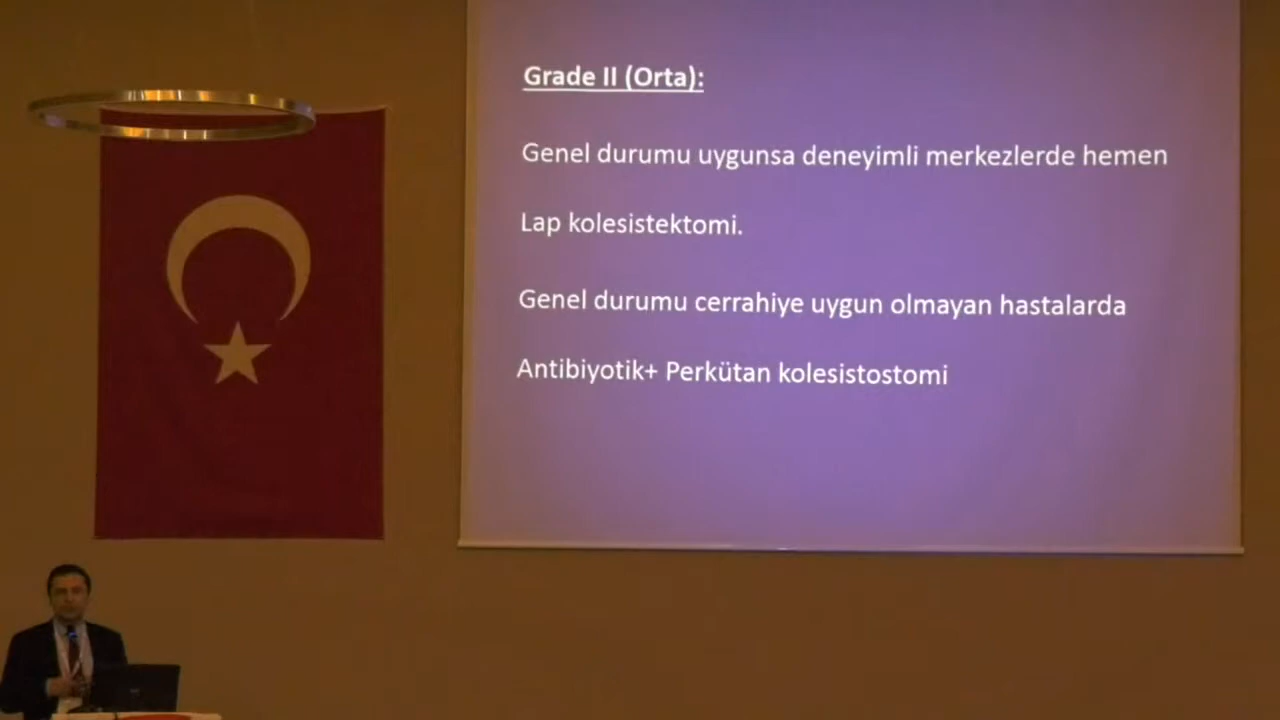 Grade II (Orta):
Genel durumu uygunsa deneyimli merkezlerde hemen
Lap kolesistektomi.
Genel durumu cerrahiye uygun olmayan hastalarda
Antibiyotik+ Perkütan kolesistostomi